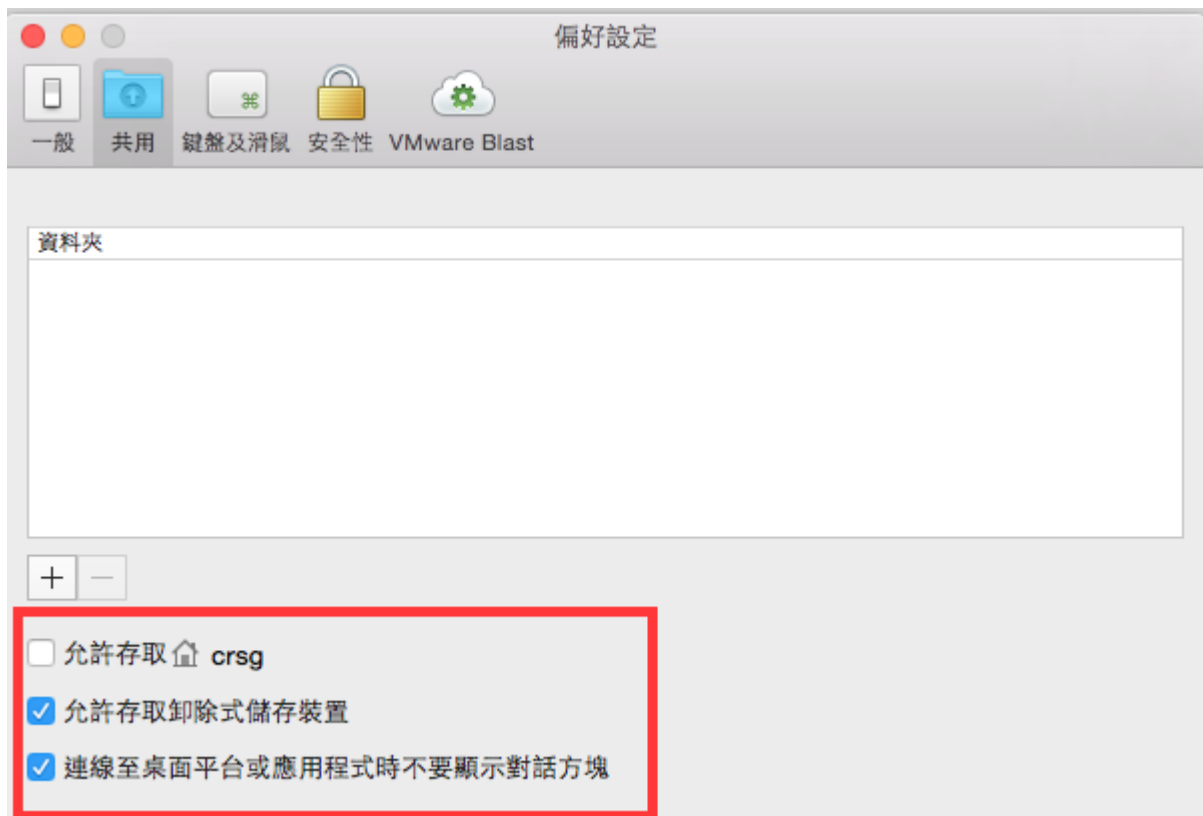 偏好設定
一般 共用 鍵盤及滑鼠 安全性 VMware Blast
資料夾
允許存取 crsg
允許存取卸除式儲存裝置
連線至桌面平台或應用程式時不要顯示對話方塊